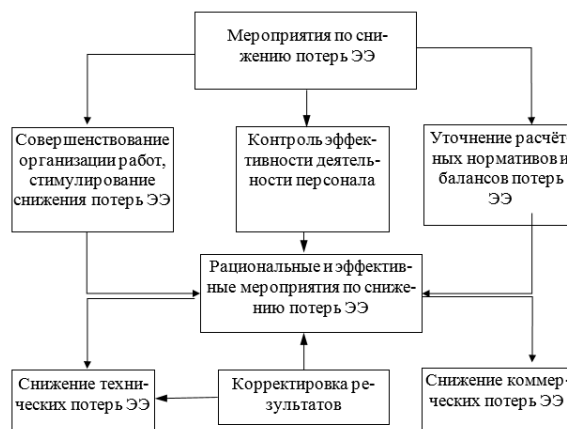 Мероприятия по сни-
жению потерь ЭЭ
Совершенствование
организации работ,
стимулирование
снижения потерь ЭЭ
Контроль эффек-
тивности деятель-
ности персонала
Уточнение расчёт-
ных нормативов и
балансов потерь
ЭЭ
Рациональные и эффектив-
ные мероприятия по сниже-
нию потерь ЭЭ
Снижение техни-
ческих потерь ЭЭ
Корректировка ре-
зультатов
Снижение коммер-
ческих потерь ЭЭ